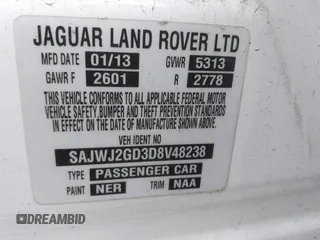 JAGUAR LAND ROVER LTD
MFD DATE 01/13 GVWR 5313
GAWR F 2601 R 2778
THIS VEHICLE CONFORMS TO ALL APPLICABLE FEDERAL MOTOR
VEHICLE SAFETY, BUMPER AND THEFT PREVENTION STANDARDS
IN EFFECT ON THE DATE OF MANUFACTURE SHOWN ABOVE.
VEH IDENT NO
SAJWJ2GD3D8V48238
TYPE PASSENGER CAR
PAINT NER TRIM NAA
DREAMBID